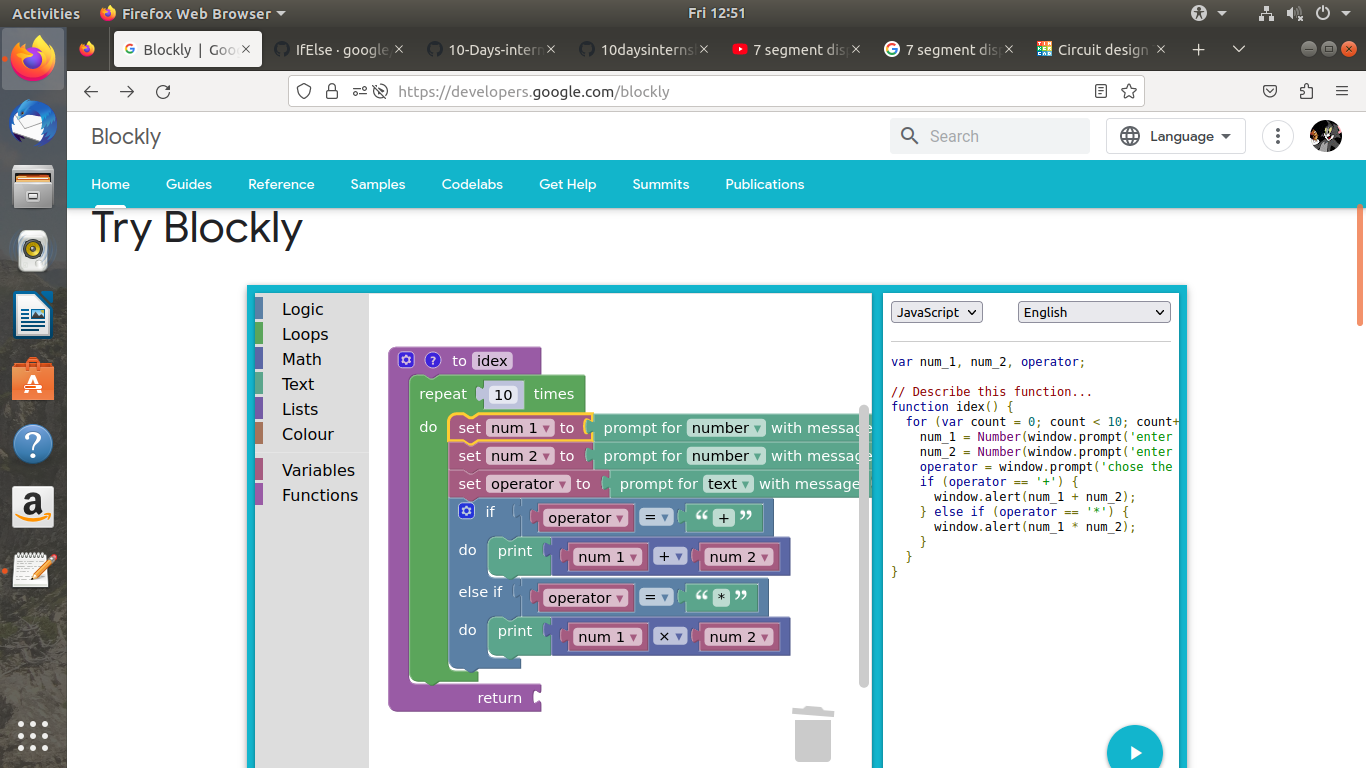 Activities Firefox Web Browser Fri 12:51
Blockly | Goo IfElse · google 10-Days-intern 10daysinterns 7 segment dis 7 segment dis Circuit design
https://developers.google.com/blockly
Blockly Search Language
Home Guides Reference Samples Codelabs Get Help Summits Publications
Try Blockly
Logic
Loops
Math
Text
Lists
Colour
Variables
Functions
to idex
repeat 10 times
do set num 1 to prompt for number with message
set num 2 to prompt for number with message
set operator to prompt for text with message
if operator = “ + ”
do print num 1 + num 2
else if operator = “ * ”
do print num 1 × num 2
return
JavaScript English
var num_1, num_2, operator;
// Describe this function...
function idex() {
for (var count = 0; count < 10; count+
num_1 = Number(window.prompt('enter
num_2 = Number(window.prompt('enter
operator = window.prompt('chose the
if (operator == '+') {
window.alert(num_1 + num_2);
} else if (operator == '*') {
window.alert(num_1 * num_2);
}
}
}